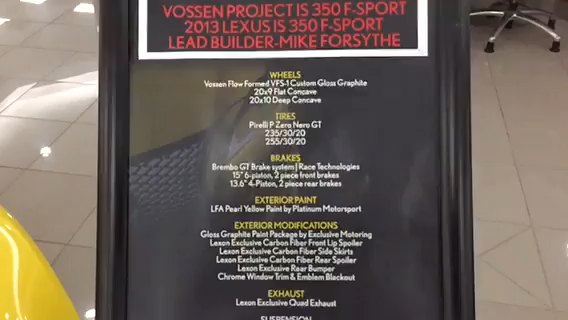 VOSSEN PROJECT IS 350 F-SPORT
2013 LEXUS IS 350 F-SPORT
LEAD BUILDER-MIKE FORSYTHE
WHEELS
Vossen Flow Formed VFS-1 Custom Gloss Graphite
20x9 Flat Concave
20x10 Deep Concave
TIRES
Pirelli P Zero Nero GT
235/30/20
255/30/20
BRAKES
Brembo GT Brake system | Race Technologies
15" 6-piston, 2 piece front brakes
13.6" 4-Piston, 2 piece rear brakes
EXTERIOR PAINT
LFA Pearl Yellow Paint by Platinum Motorsport
EXTERIOR MODIFICATIONS
Gloss Graphite Paint Package by Exclusive Motoring
Lexon Exclusive Carbon Fiber Front Lip Spoiler
Lexon Exclusive Carbon Fiber Side Skirts
Lexon Exclusive Carbon Fiber Rear Spoiler
Lexon Exclusive Rear Bumper
Chrome Window Trim & Emblem Blackout
EXHAUST
Lexon Exclusive Quad Exhaust
SUSPENSION